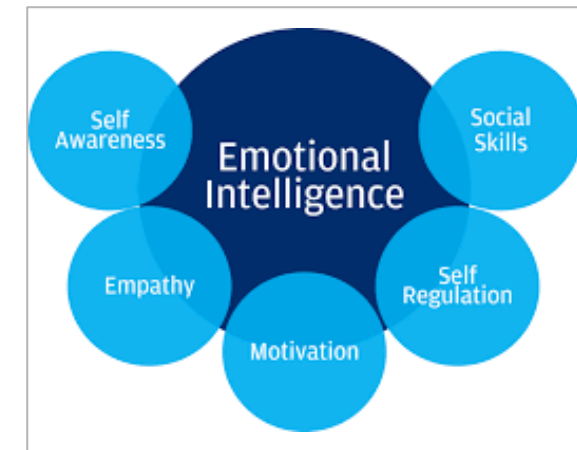 Self
Awareness
Emotional
Intelligence
Social
Skills
Empathy
Self
Regulation
Motivation